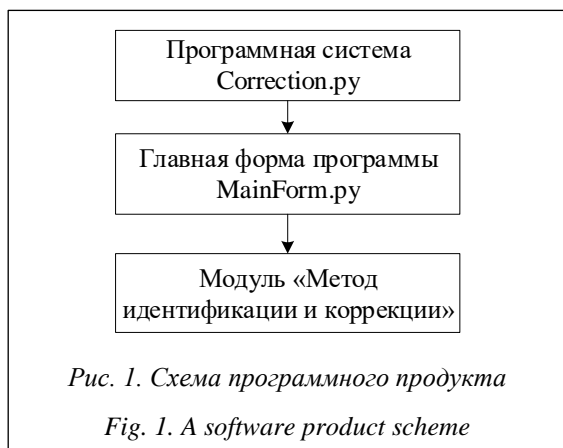 Программная система
Correction.py
Главная форма программы
MainForm.py
Модуль «Метод
идентификации и коррекции»
Рис. 1. Схема программного продукта
Fig. 1. A software product scheme